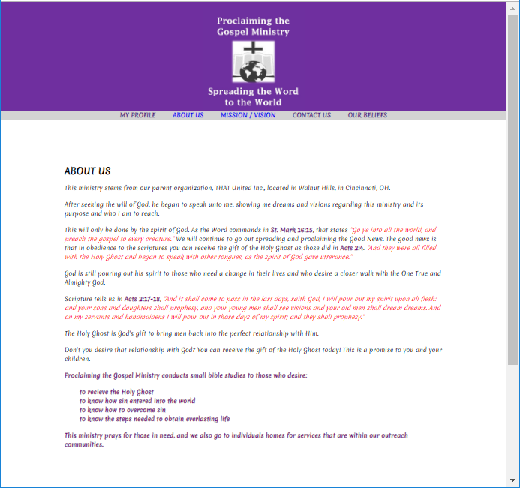 Proclaiming the
Gospel Ministry
Spreading the Word
to the World
MY PROFILE ABOUT US MISSION / VISION CONTACT US OUR BELIEFS
ABOUT US
This ministry stems from our parent organization, THAT United Inc., located in Walnut Hills, in Cincinnati, OH.
After seeking the will of God, he began to speak unto me, showing me dreams and visions regarding this ministry and its
purpose and who I am to reach.
This will only be done by the spirit of God. As the Word commands in St. Mark 16:15, that states "Go ye into all the world, and
preach the gospel to every creature." We will continue to go out spreading and proclaiming the Good News. The good news is
that in obedience to the scriptures you can receive the gift of the Holy Ghost as those did in Acts 2:4. "And they were all filled
with the Holy Ghost and began to speak with other tongues, as the spirit of God gave utterance."
God is still pouring out his spirit to those who need a change in their lives and who desire a closer walk with the One True and
Almighty God.
Scripture tells us in Acts 2:17-18, "And it shall come to pass in the last days, saith God, I will pour out my spirit upon all flesh:
and your sons and daughters shall prophesy, and your young men shall see visions and your old men shall dream dreams. And
on my servants and handmaidens I will pour out in those days of my spirit; and they shall prophesy."
The Holy Ghost is God's gift to bring men back into the perfect relationship with Him.
Don't you desire that relationship with God? You can receive the gift of the Holy Ghost today! This is a promise to you and your
children.
Proclaiming the Gospel Ministry conducts small bible studies to those who desire:
to recieve the Holy Ghost
to know how sin entered into the world
to know how to overcome sin
to know the steps needed to obtain everlasting life
This ministry prays for those in need, and we also go to individuals homes for services that are within our outreach
communities.